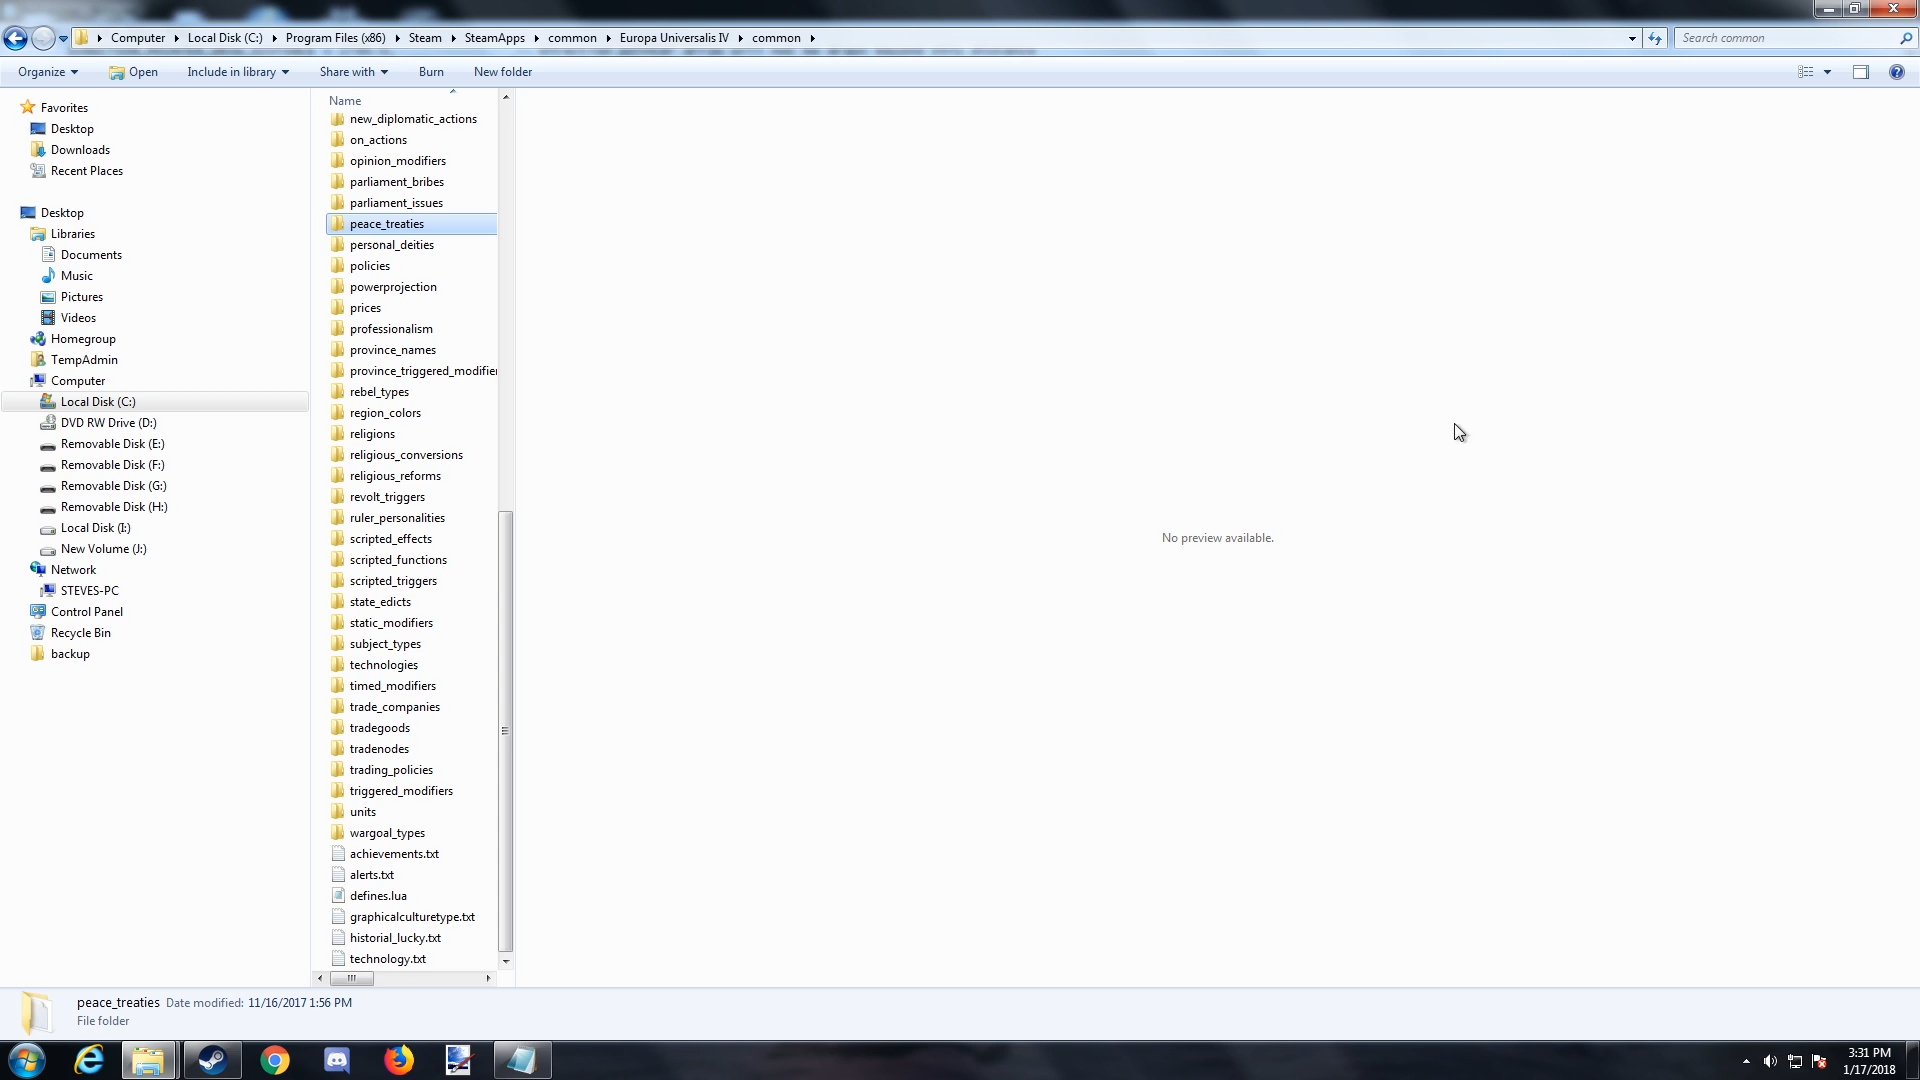 Computer Local Disk (C:) Program Files (x86) Steam SteamApps common Europa Universalis IV common
Search common
Organize Open Include in library Share with Burn New folder
Favorites
Desktop
Downloads
Recent Places
Desktop
Libraries
Documents
Music
Pictures
Videos
Homegroup
TempAdmin
Computer
Local Disk (C:)
DVD RW Drive (D:)
Removable Disk (E:)
Removable Disk (F:)
Removable Disk (G:)
Removable Disk (H:)
Local Disk (I:)
New Volume (J:)
Network
STEVES-PC
Control Panel
Recycle Bin
backup
Name
new_diplomatic_actions
on_actions
opinion_modifiers
parliament_bribes
parliament_issues
peace_treaties
personal_deities
policies
powerprojection
prices
professionalism
province_names
province_triggered_modifier
rebel_types
region_colors
religions
religious_conversions
religious_reforms
revolt_triggers
ruler_personalities
scripted_effects
scripted_functions
scripted_triggers
state_edicts
static_modifiers
subject_types
technologies
timed_modifiers
trade_companies
tradegoods
tradenodes
trading_policies
triggered_modifiers
units
wargoal_types
achievements.txt
alerts.txt
defines.lua
graphicalculturetype.txt
historial_lucky.txt
technology.txt
No preview available.
peace_treaties Date modified: 11/16/2017 1:56 PM
File folder
3:31 PM
1/17/2018